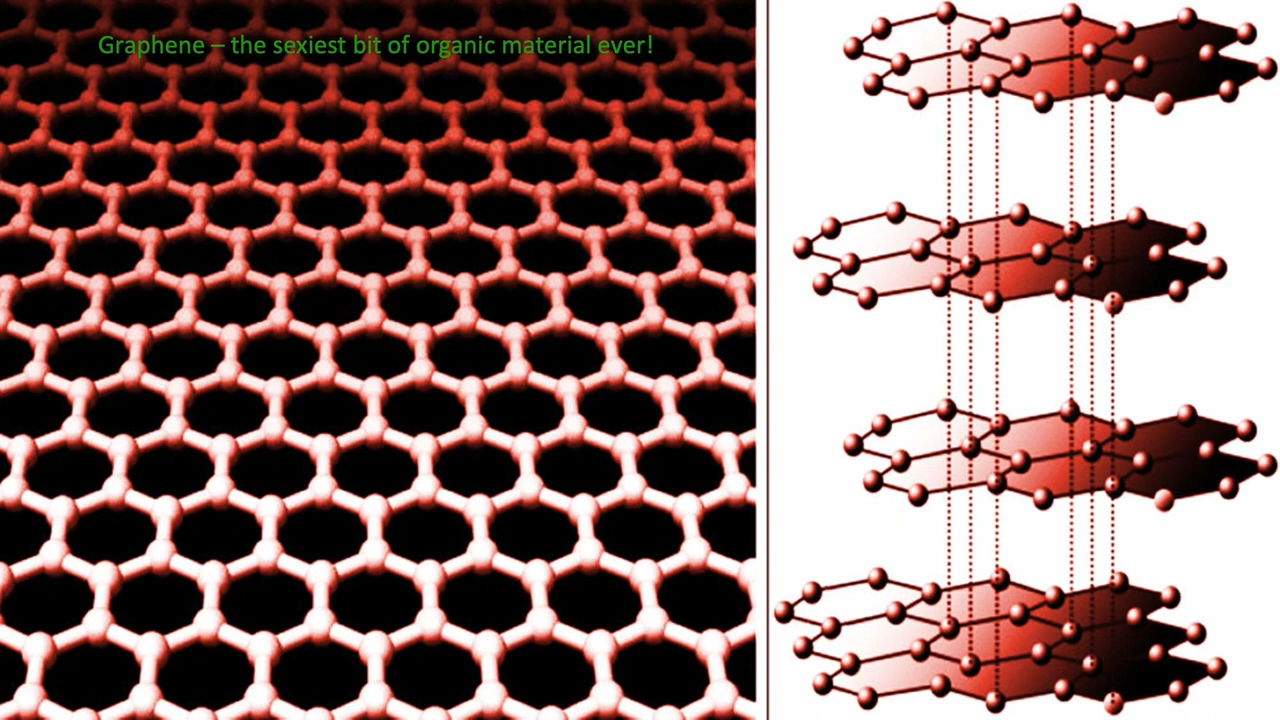 Graphene – the sexiest bit of organic material ever!